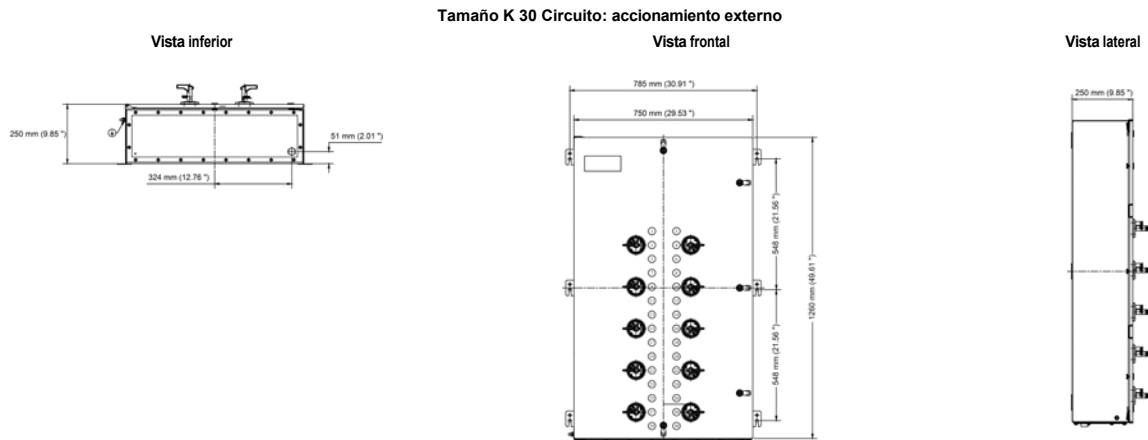 Tamaño K 30 Circuito: accionamiento externo
Vista inferior
Vista frontal
Vista lateral
250 mm (9.85 ")
51 mm (2.01 ")
324 mm (12.76 ")
785 mm (30.91 ")
750 mm (29.53 ")
548 mm (21.56 ")
548 mm (21.56 ")
1260 mm (49.61 ")
250 mm (9.85 ")